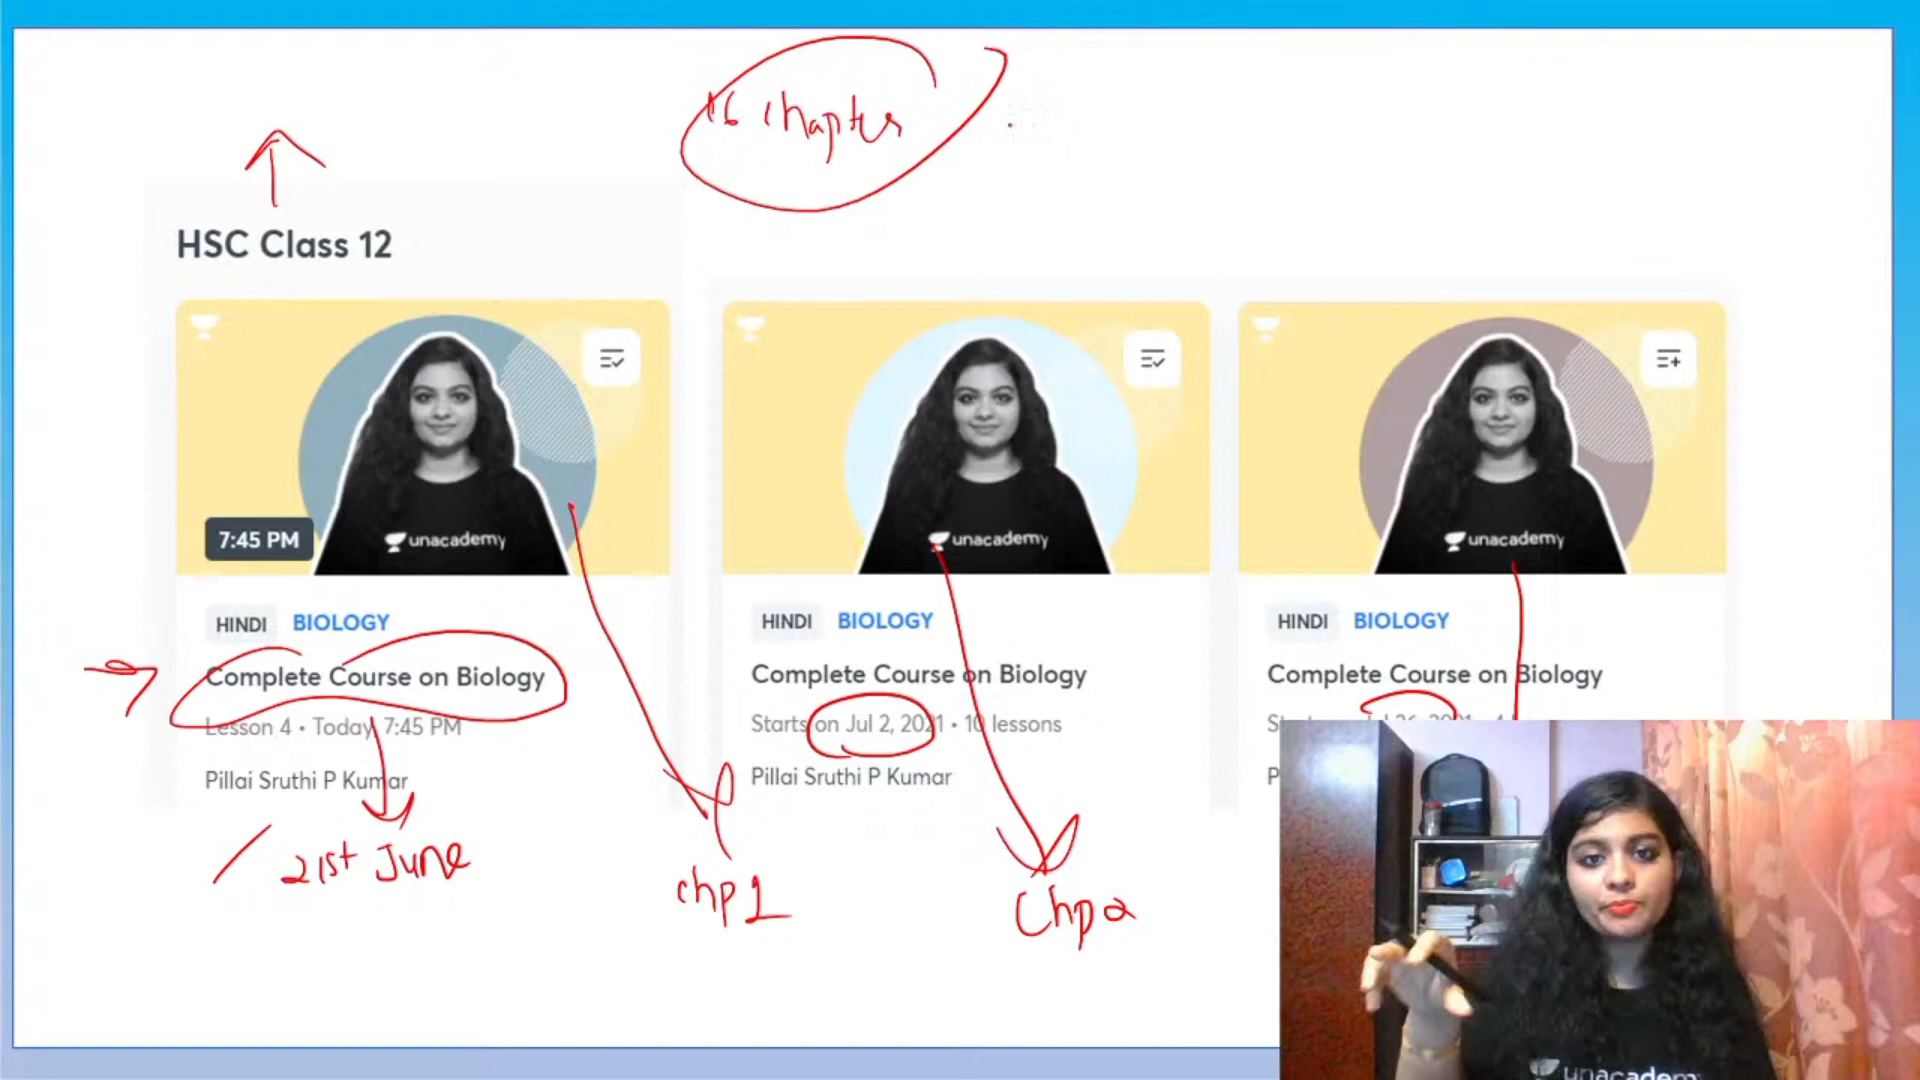 16 Chapters
HSC Class 12
7:45 PM
unacademy
HINDI BIOLOGY
Complete Course on Biology
Lesson 4 • Today, 7:45 PM
Pillai Sruthi P Kumar
21st June
chp 1
unacademy
HINDI BIOLOGY
Complete Course on Biology
Starts on Jul 2, 2021 • 10 lessons
Pillai Sruthi P Kumar
Chp 2
unacademy
HINDI BIOLOGY
Complete Course on Biology
unacademy